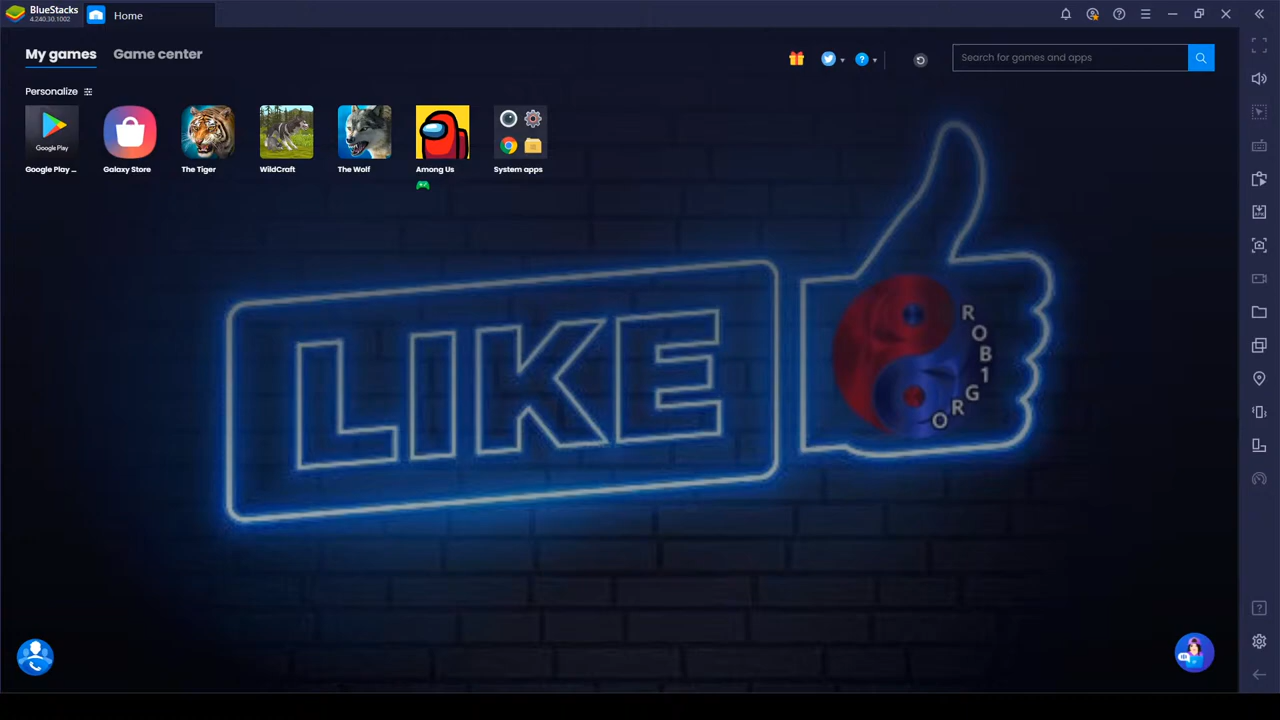 BlueStacks
4.240.30.1002
Home
My games
Game center
Search for games and apps
Personalize
Google Play
Google Play ...
Galaxy Store
The Tiger
WildCraft
The Wolf
Among Us
System apps
LIKE
ROB1GRO